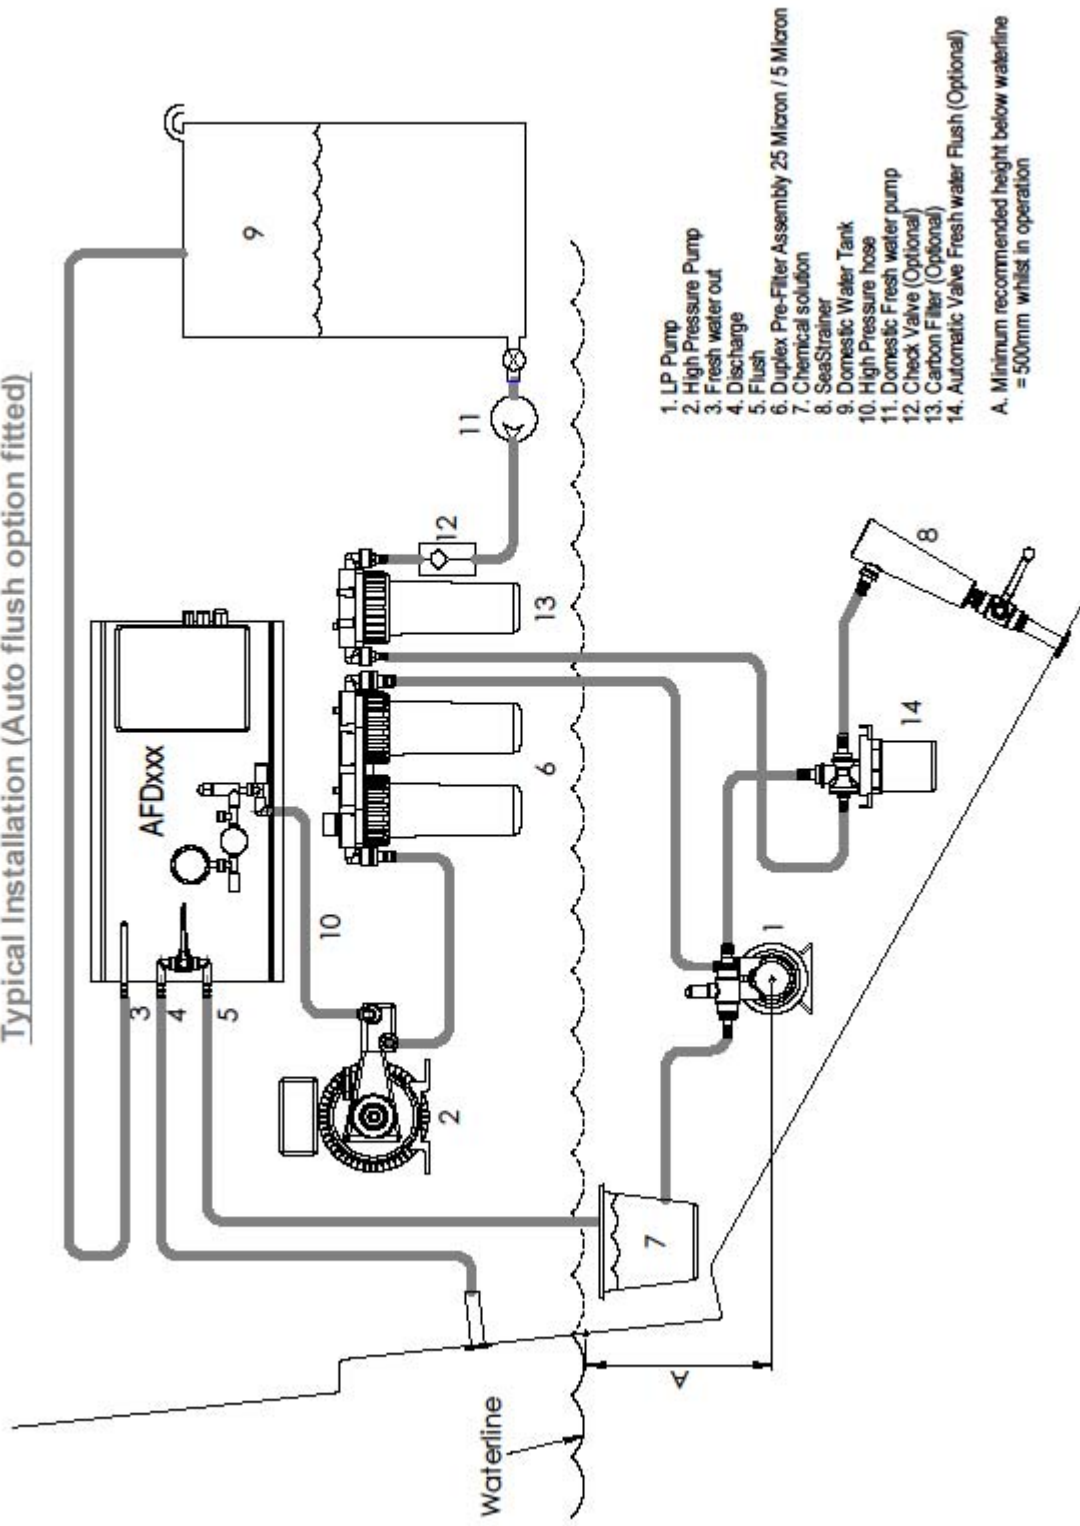 Typical Installation (Auto flush option fitted)
9
AFDxxx
11
12
13
10
3
4
5
6
2
8
14
1
7
A
Waterline
1. LP Pump
2. High Pressure Pump
3. Fresh water out
4. Discharge
5. Flush
6. Duplex Pre-Filter Assembly 25 Micron / 5 Micron
7. Chemical solution
8. SeaStrainer
9. Domestic Water Tank
10. High Pressure hose
11. Domestic Fresh water pump
12. Check Valve (Optional)
13. Carbon Filter (Optional)
14. Automatic Valve Fresh water Flush (Optional)
A. Minimum recommended height below waterline
= 500mm whilst in operation